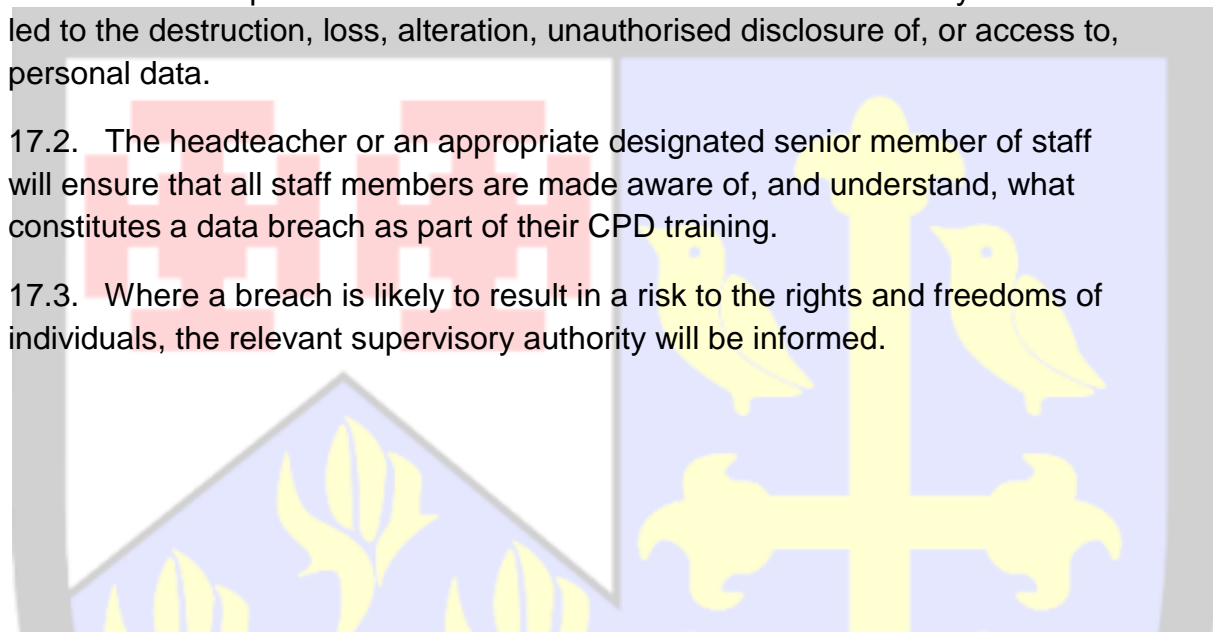 led to the destruction, loss, alteration, unauthorised disclosure of, or access to,
personal data.
17.2. The headteacher or an appropriate designated senior member of staff
will ensure that all staff members are made aware of, and understand, what
constitutes a data breach as part of their CPD training.
17.3. Where a breach is likely to result in a risk to the rights and freedoms of
individuals, the relevant supervisory authority will be informed.